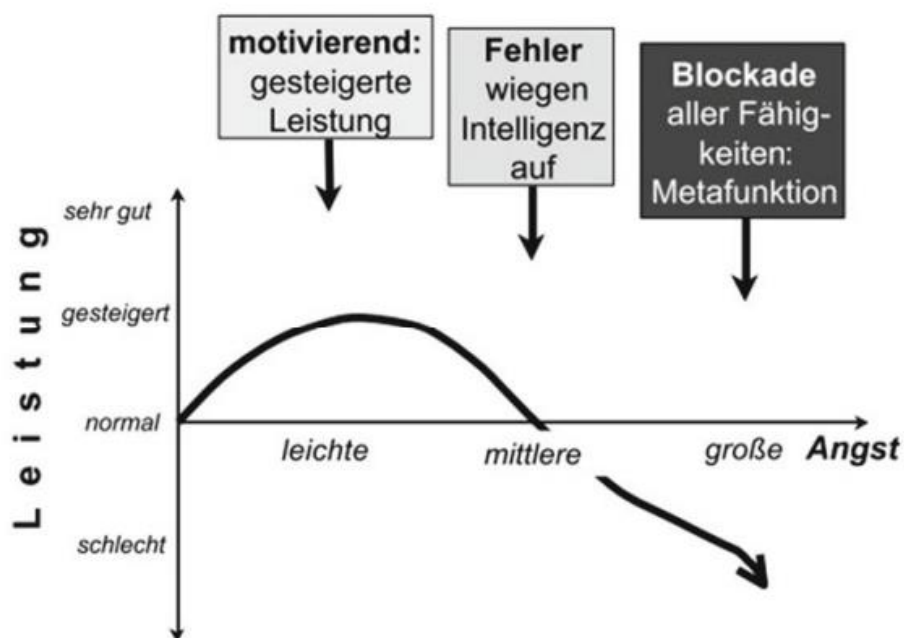 motivierend:
gesteigerte
Leistung
Fehler
wiegen
Intelligenz
auf
Blockade
aller Fähig-
keiten:
Metafunktion
Leistung
sehr gut
gesteigert
normal
schlecht
leichte
mittlere
große
Angst